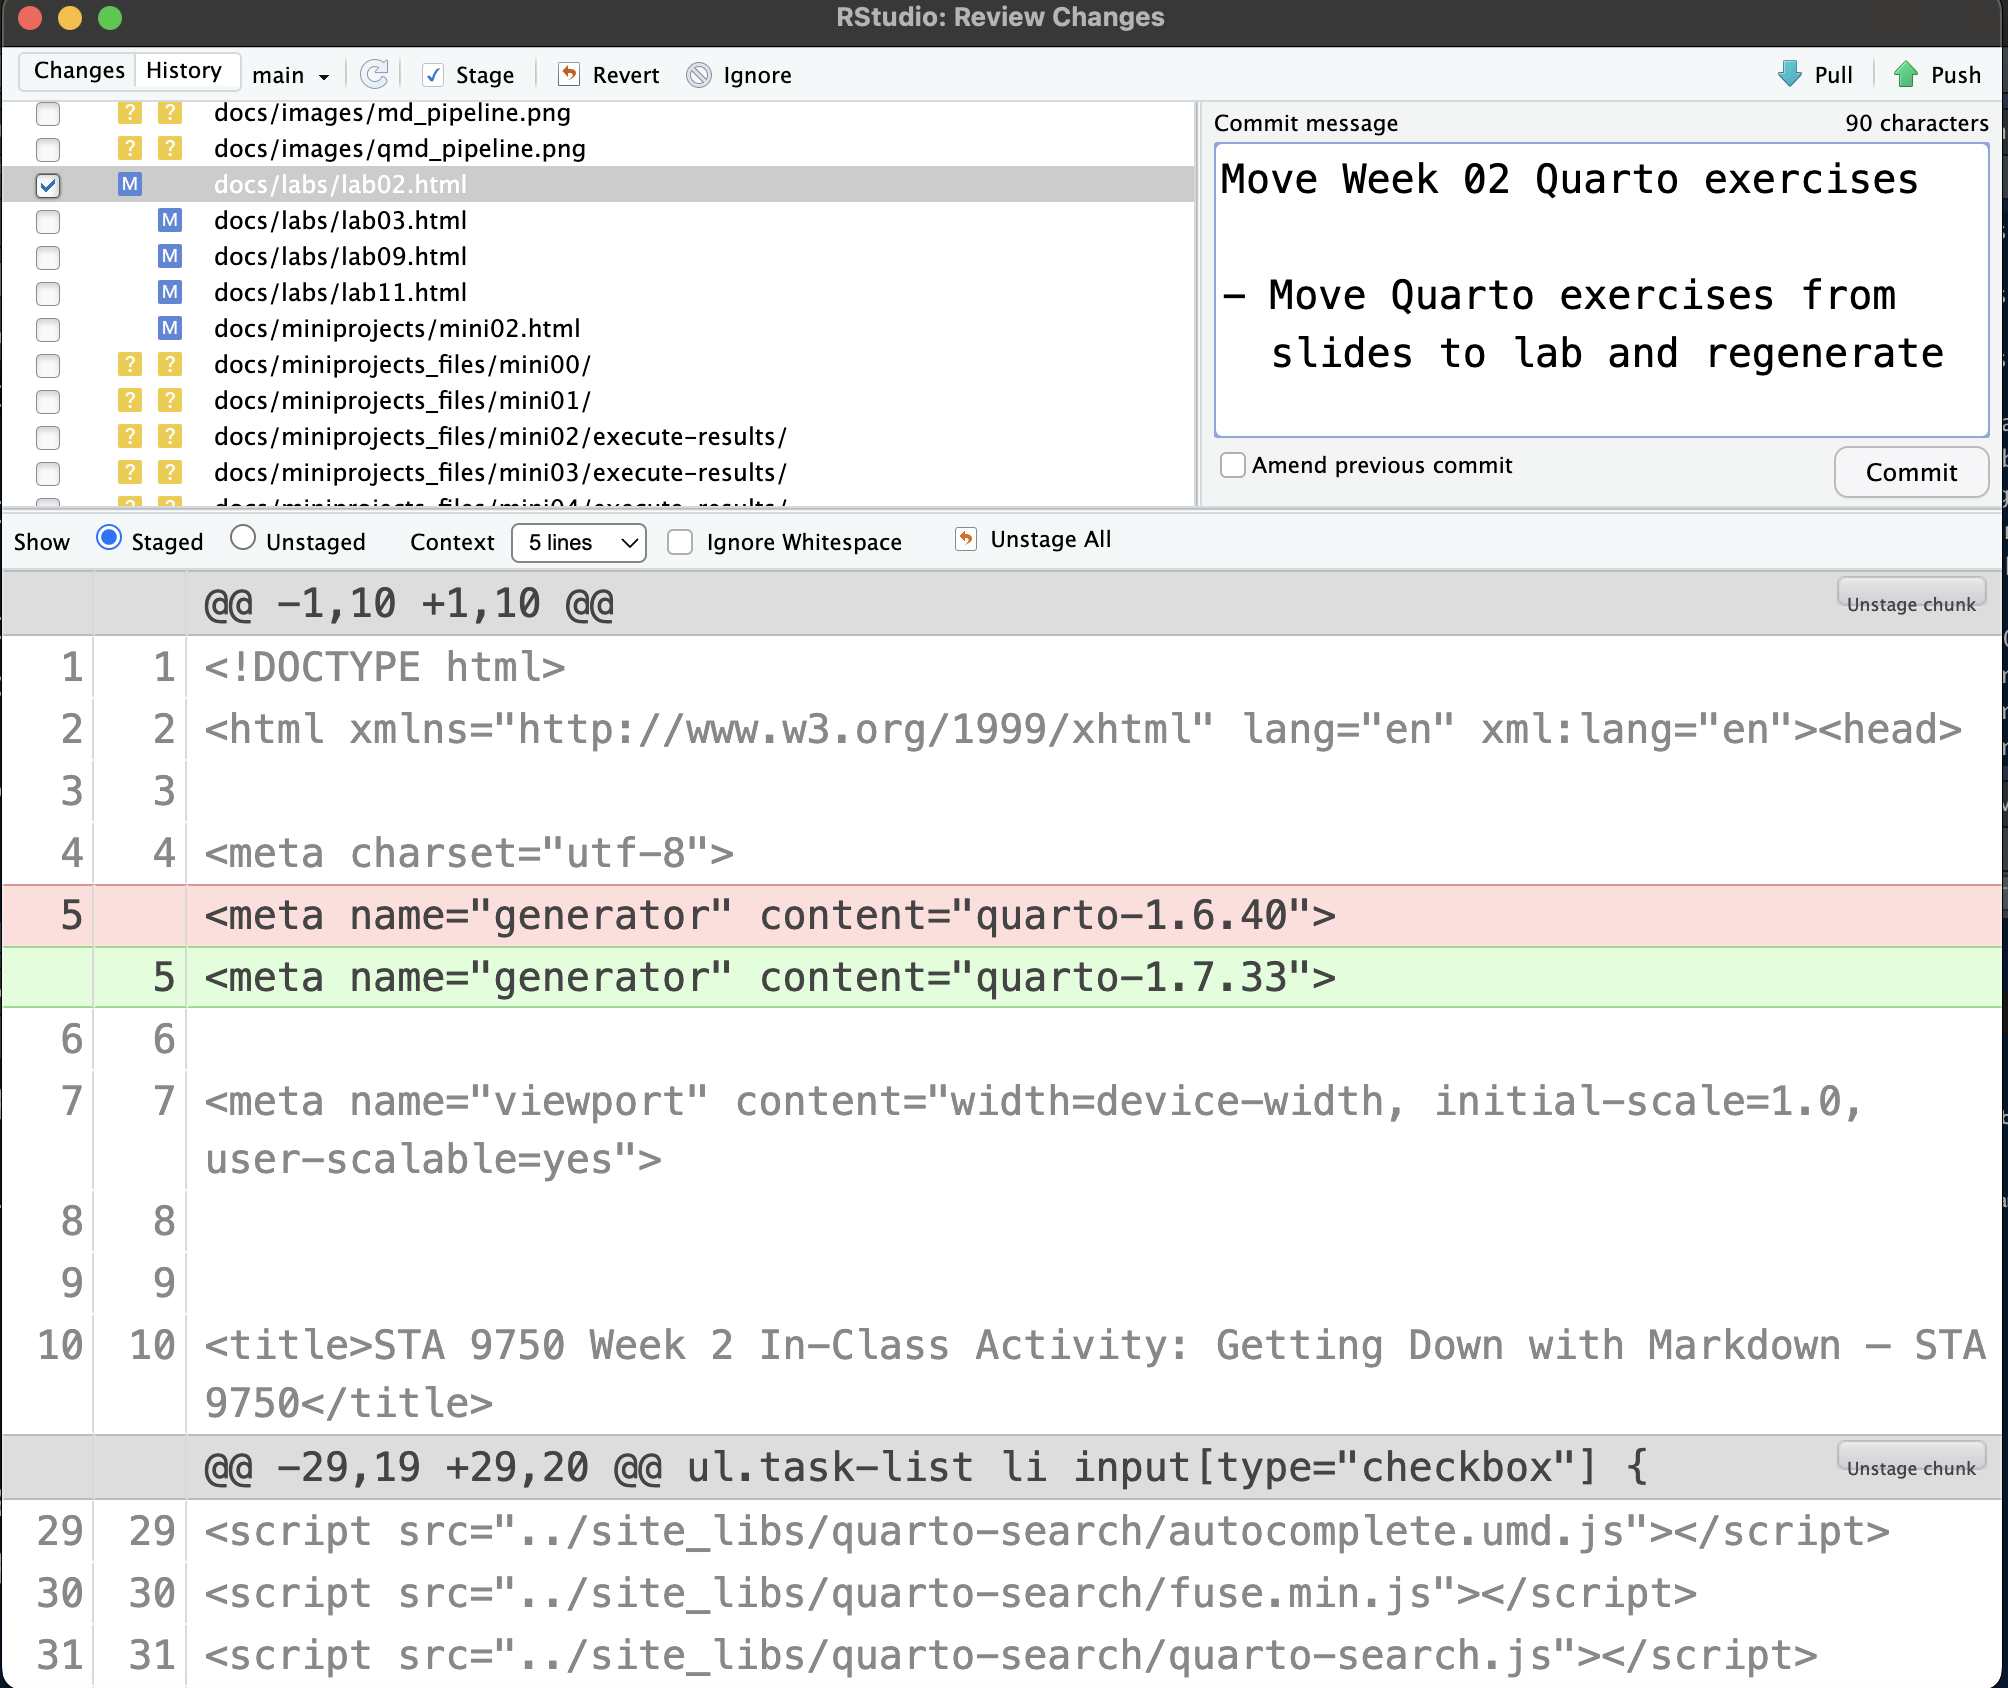 RStudio: Review Changes
Changes History main Stage Revert Ignore Pull Push
? ? docs/images/md_pipeline.png
? ? docs/images/qmd_pipeline.png
M docs/labs/lab02.html
M docs/labs/lab03.html
M docs/labs/lab09.html
M docs/labs/lab11.html
M docs/miniprojects/mini02.html
? ? docs/miniprojects_files/mini00/
? ? docs/miniprojects_files/mini01/
? ? docs/miniprojects_files/mini02/execute-results/
? ? docs/miniprojects_files/mini03/execute-results/
? ? docs/miniprojects_files/mini04/execute-results/
Commit message 90 characters
Move Week 02 Quarto exercises
- Move Quarto exercises from
slides to lab and regenerate
Amend previous commit Commit
Show Staged Unstaged Context 5 lines Ignore Whitespace Unstage All
@@ -1,10 +1,10 @@ Unstage chunk
1 1 <!DOCTYPE html>
2 2 <html xmlns="http://www.w3.org/1999/xhtml" lang="en" xml:lang="en"><head>
3 3
4 4 <meta charset="utf-8">
5 <meta name="generator" content="quarto-1.6.40">
5 <meta name="generator" content="quarto-1.7.33">
6 6
7 7 <meta name="viewport" content="width=device-width, initial-scale=1.0,
user-scalable=yes">
8 8
9 9
10 10 <title>STA 9750 Week 2 In-Class Activity: Getting Down with Markdown – STA
9750</title>
@@ -29,19 +29,20 @@ ul.task-list li input[type="checkbox"] { Unstage chunk
29 29 <script src="../site_libs/quarto-search/autocomplete.umd.js"></script>
30 30 <script src="../site_libs/quarto-search/fuse.min.js"></script>
31 31 <script src="../site_libs/quarto-search/quarto-search.js"></script>